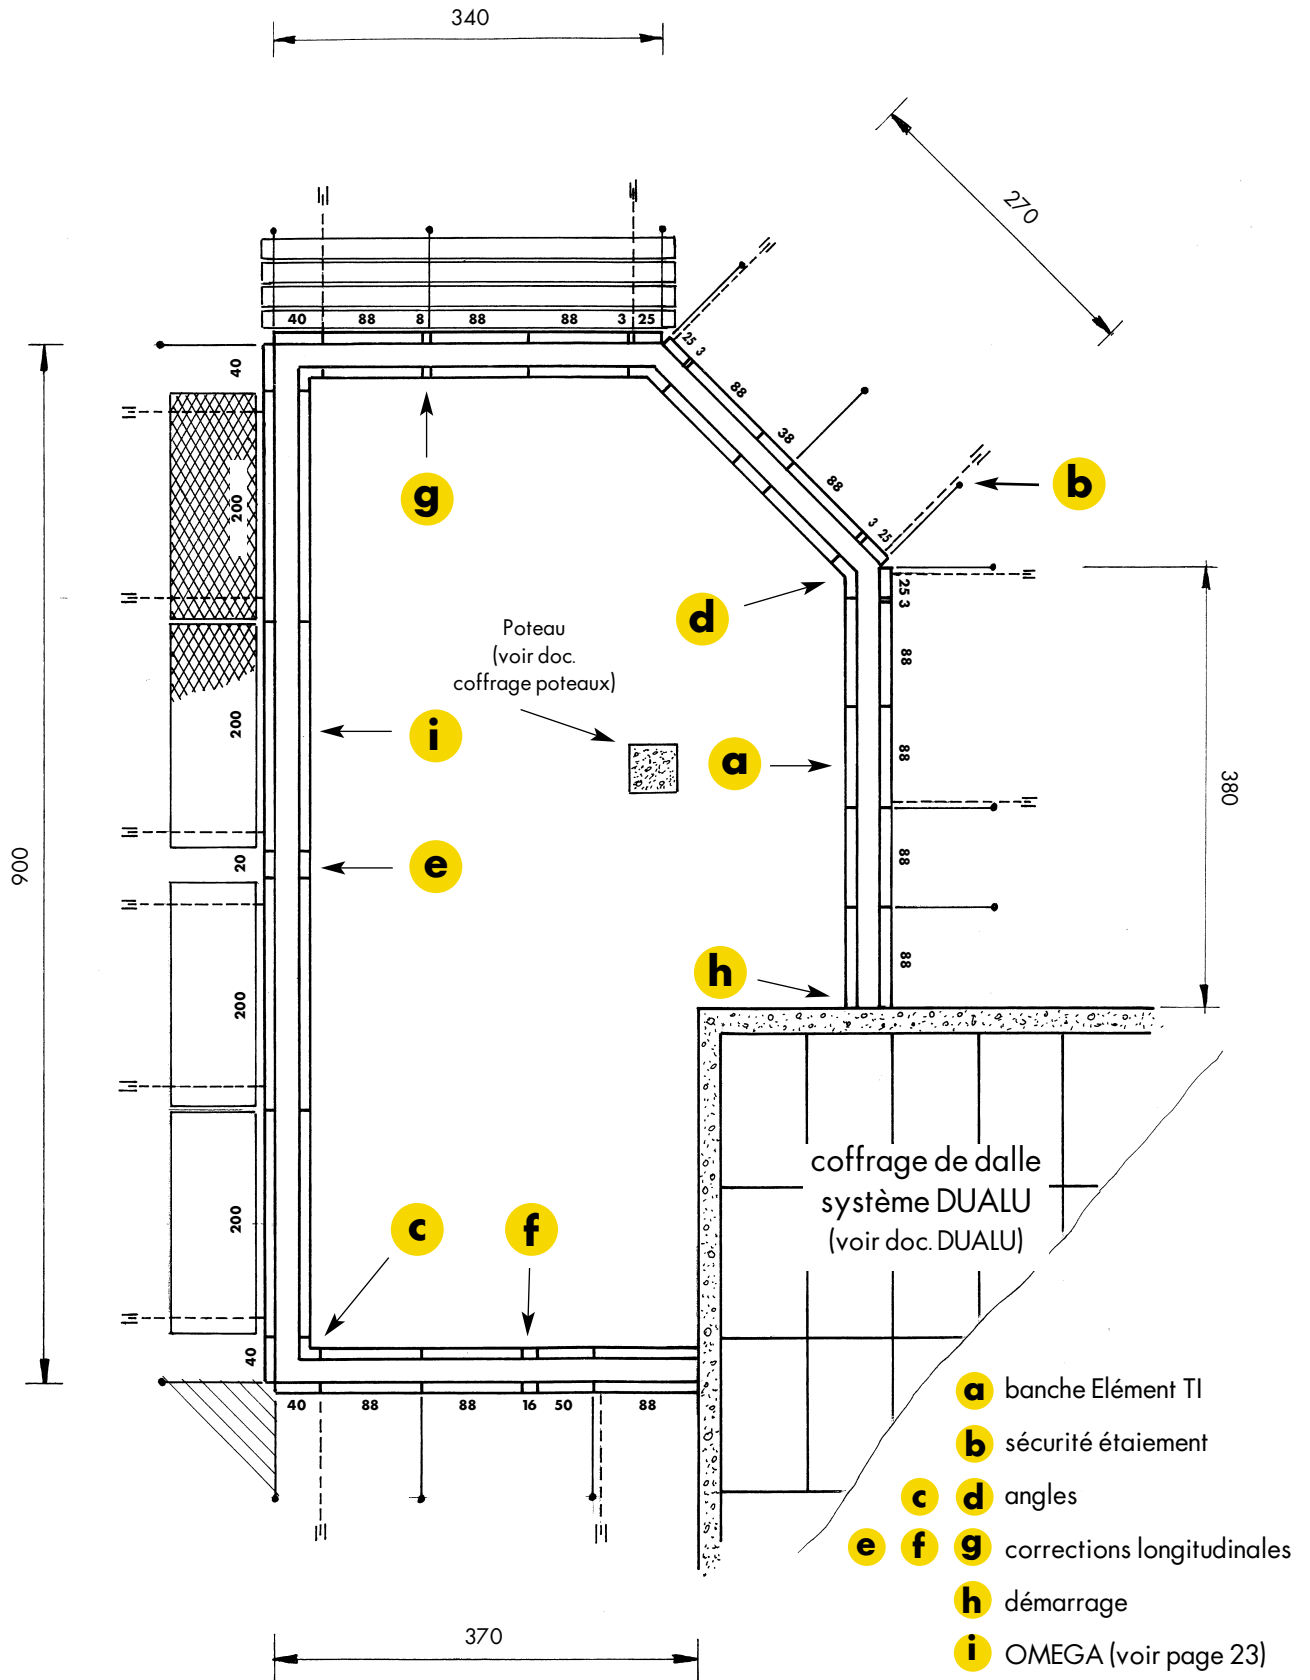 340
270
40 88 8 88 88 3 25
25 3 88 38 88 3 25
900
40
200
200
20
200
200
40
g
b
d
Poteau
(voir doc.
coffrage poteaux)
i
a
e
h
25 3
88
88
88
88
380
c
f
coffrage de dalle
système DUALU
(voir doc. DUALU)
40 88 88 16 50 88
370
a banche Elément TI
b sécurité étaiement
c d angles
e f g corrections longitudinales
h démarrage
i OMEGA (voir page 23)